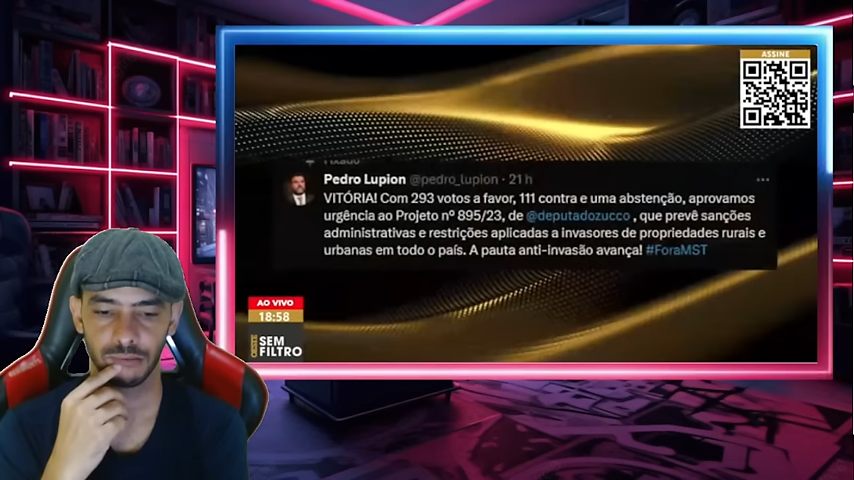 ASSINE
Fixado
Pedro Lupion @pedro_lupion · 21 h
VITÓRIA! Com 293 votos a favor, 111 contra e uma abstenção, aprovamos
urgência ao Projeto nº 895/23, de @deputadozucco , que prevê sanções
administrativas e restrições aplicadas a invasores de propriedades rurais e
urbanas em todo o país. A pauta anti-invasão avança! #ForaMST
AO VIVO
18:58
SEM
FILTRO